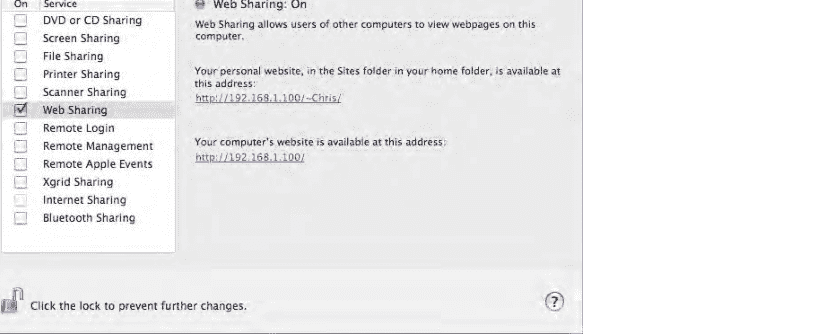 On Service
DVD or CD Sharing
Screen Sharing
File Sharing
Printer Sharing
Scanner Sharing
Web Sharing
Remote Login
Remote Management
Remote Apple Events
Xgrid Sharing
Internet Sharing
Bluetooth Sharing
Web Sharing: On
Web Sharing allows users of other computers to view webpages on this
computer.
Your personal website, in the Sites folder in your home folder, is available at
this address:
http://192.168.1.100/~Chris/
Your computer's website is available at this address:
http://192.168.1.100/
Click the lock to prevent further changes.
?